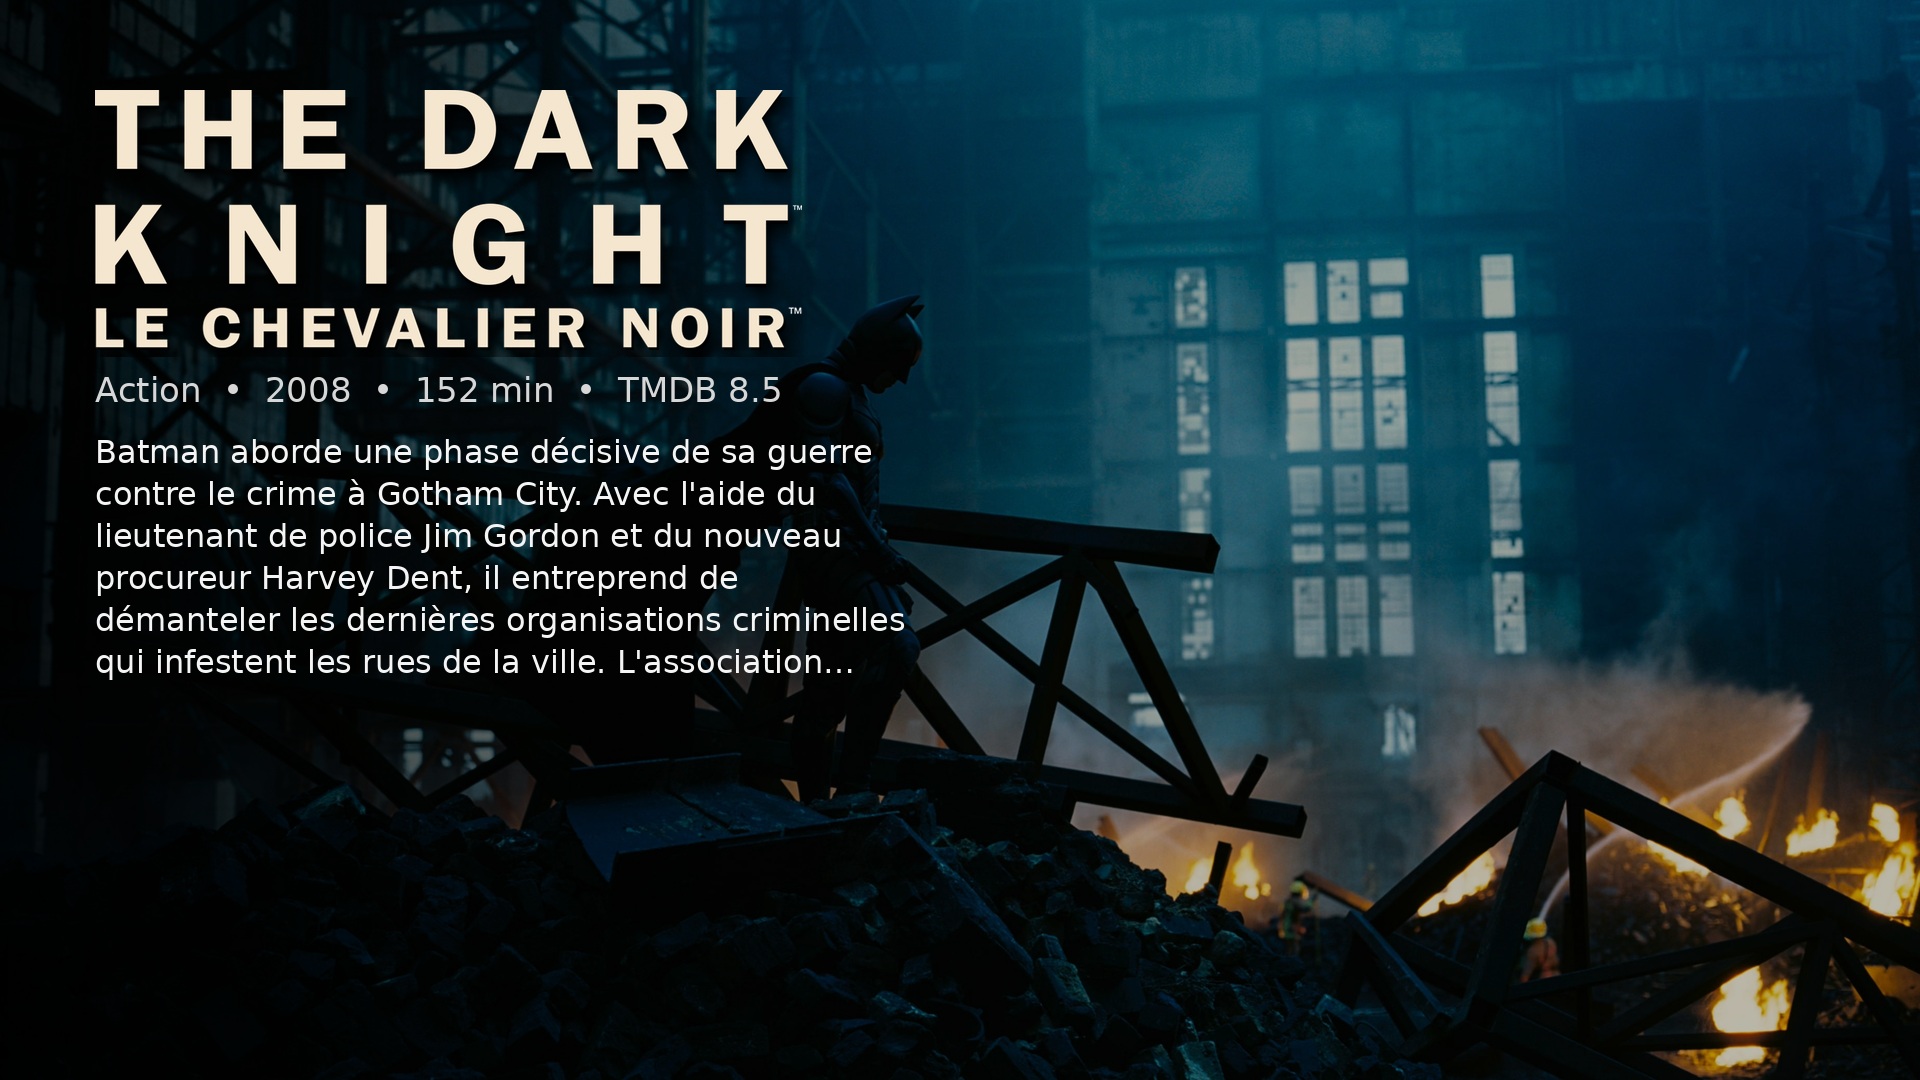 THE DARK
KNIGHT™
LE CHEVALIER NOIR™
Action • 2008 • 152 min • TMDB 8.5
Batman aborde une phase décisive de sa guerre
contre le crime à Gotham City. Avec l'aide du
lieutenant de police Jim Gordon et du nouveau
procureur Harvey Dent, il entreprend de
démanteler les dernières organisations criminelles
qui infestent les rues de la ville. L'association...